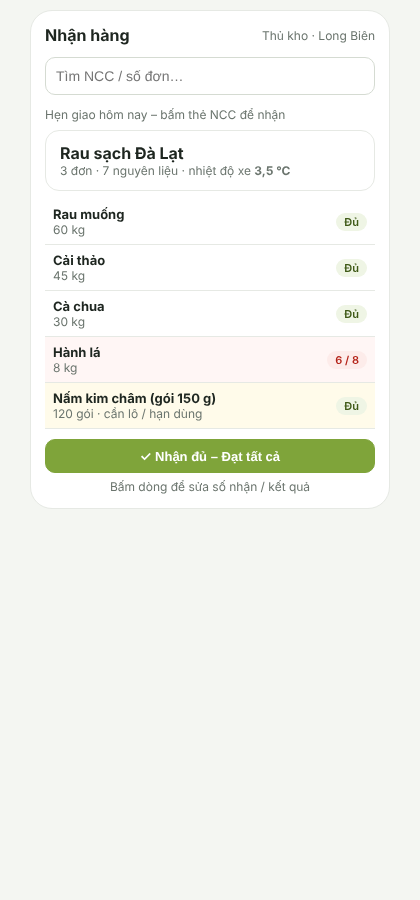 Nhận hàng
Thủ kho · Long Biên
Tìm NCC / số đơn…
Hẹn giao hôm nay – bấm thẻ NCC để nhận
Rau sạch Đà Lạt
3 đơn · 7 nguyên liệu · nhiệt độ xe 3,5 °C
Rau muống
60 kg
Đủ
Cải thảo
45 kg
Đủ
Cà chua
30 kg
Đủ
Hành lá
8 kg
6 / 8
Nấm kim châm (gói 150 g)
120 gói · cần lô / hạn dùng
Đủ
✓ Nhận đủ – Đạt tất cả
Bấm dòng để sửa số nhận / kết quả